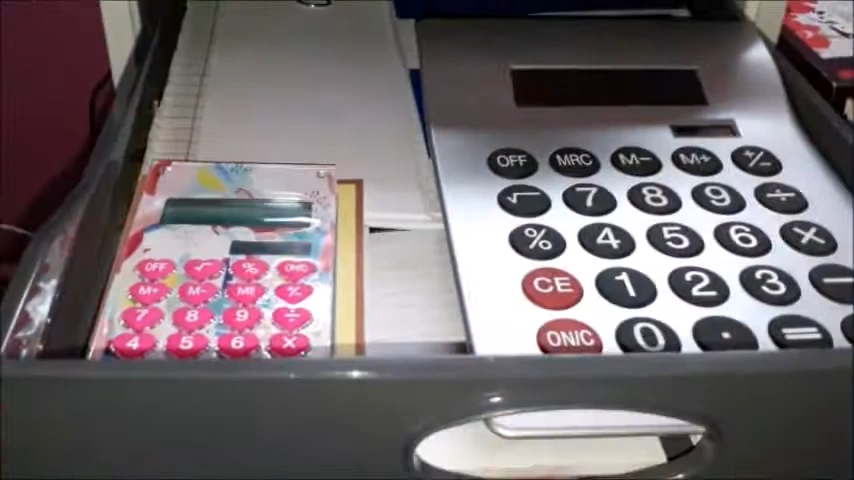 OFF MRC M− M+ +/−
√ 7 8 9 ÷
% 4 5 6 ×
CE 1 2 3 −
ON/C 0 . =
OFF √ % ON/C
M+ M− MR
7 8 9 ÷
4 5 6 ×